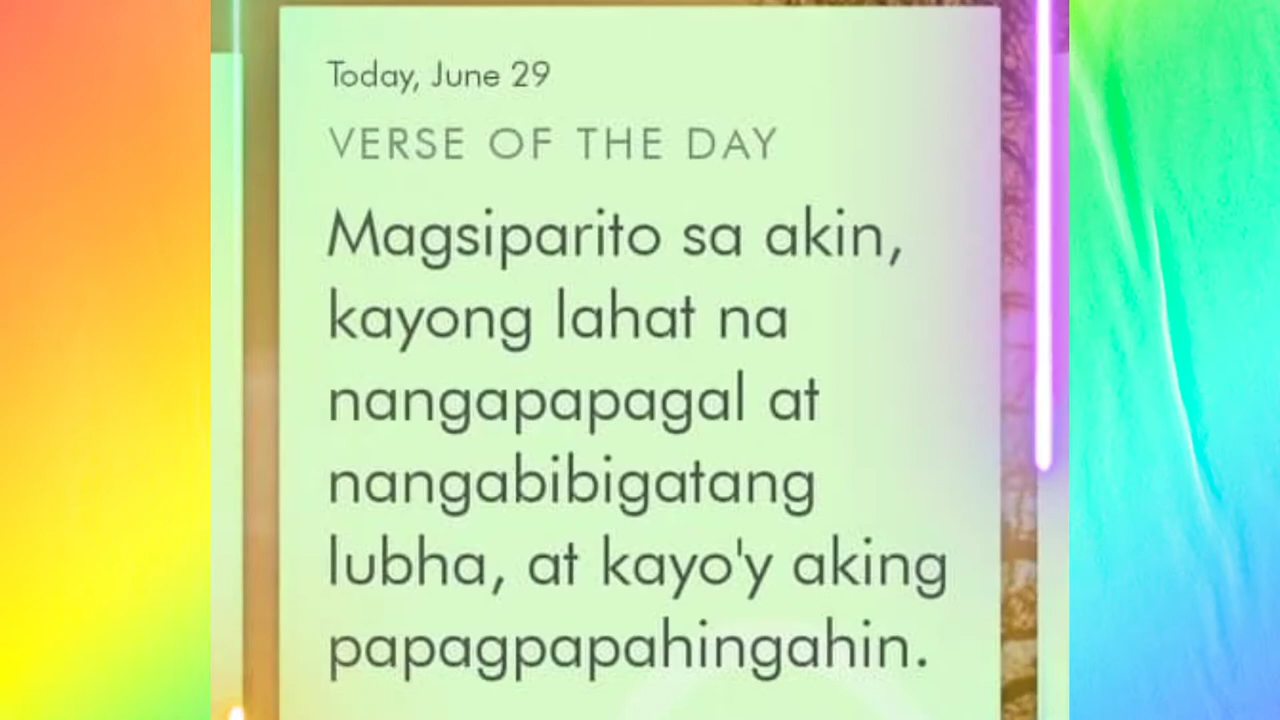 Today, June 29
VERSE OF THE DAY
Magsiparito sa akin,
kayong lahat na
nangapapagal at
nangabibigatang
lubha, at kayo'y aking
papagpapahingahin.